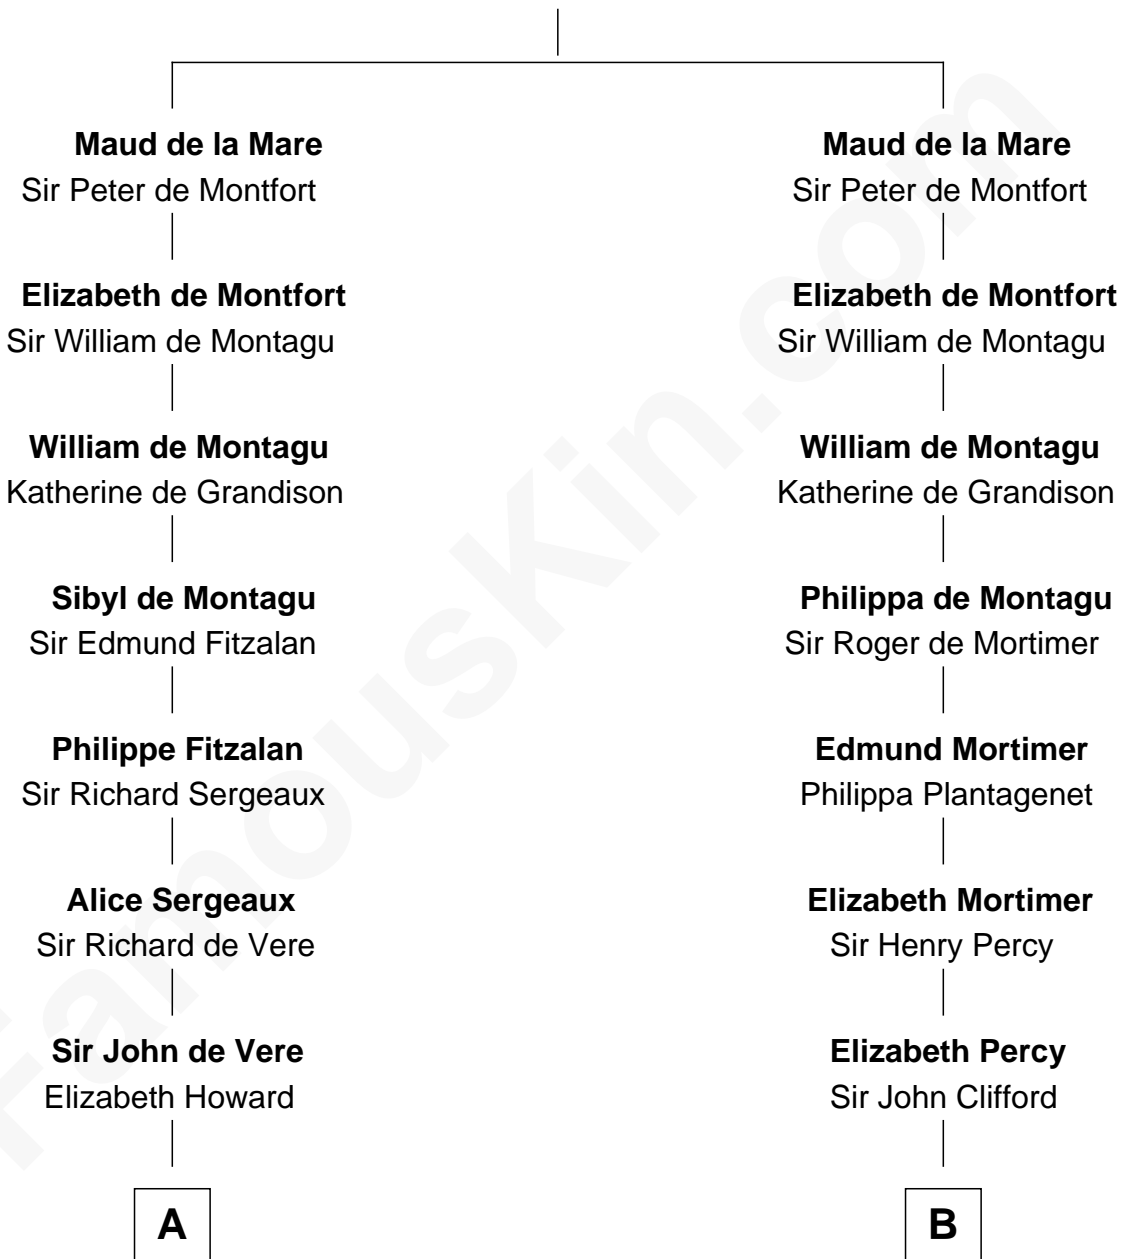 Maud de la Mare
Sir Peter de Montfort
Elizabeth de Montfort
Sir William de Montagu
William de Montagu
Katherine de Grandison
Sibyl de Montagu
Sir Edmund Fitzalan
Philippe Fitzalan
Sir Richard Sergeaux
Alice Sergeaux
Sir Richard de Vere
Sir John de Vere
Elizabeth Howard
A
Maud de la Mare
Sir Peter de Montfort
Elizabeth de Montfort
Sir William de Montagu
William de Montagu
Katherine de Grandison
Philippa de Montagu
Sir Roger de Mortimer
Edmund Mortimer
Philippa Plantagenet
Elizabeth Mortimer
Sir Henry Percy
Elizabeth Percy
Sir John Clifford
B
FamousKin.com